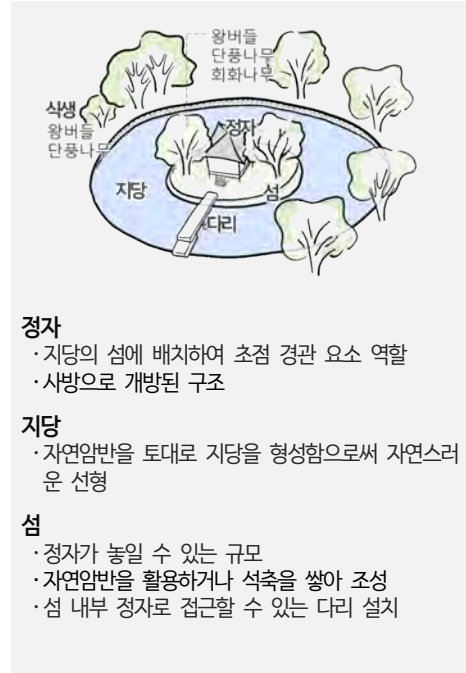 왕버들
단풍나무
회화나무
식생
왕버들
단풍나무
정자
지당
섬
다리
정자
·지당의 섬에 배치하여 초점 경관 요소 역할
·사방으로 개방된 구조
지당
·자연암반을 토대로 지당을 형성함으로써 자연스러
운 선형
섬
·정자가 놓일 수 있는 규모
·자연암반을 활용하거나 석축을 쌓아 조성
·섬 내부 정자로 접근할 수 있는 다리 설치